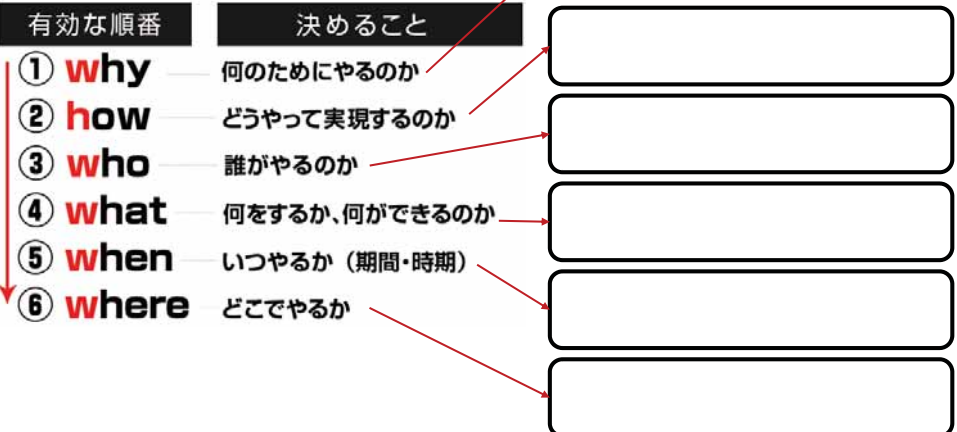 有効な順番 決めること
① why 何のためにやるのか
② how どうやって実現するのか
③ who 誰がやるのか
④ what 何をするか、何ができるのか
⑤ when いつやるか（期間・時期）
⑥ where どこでやるか